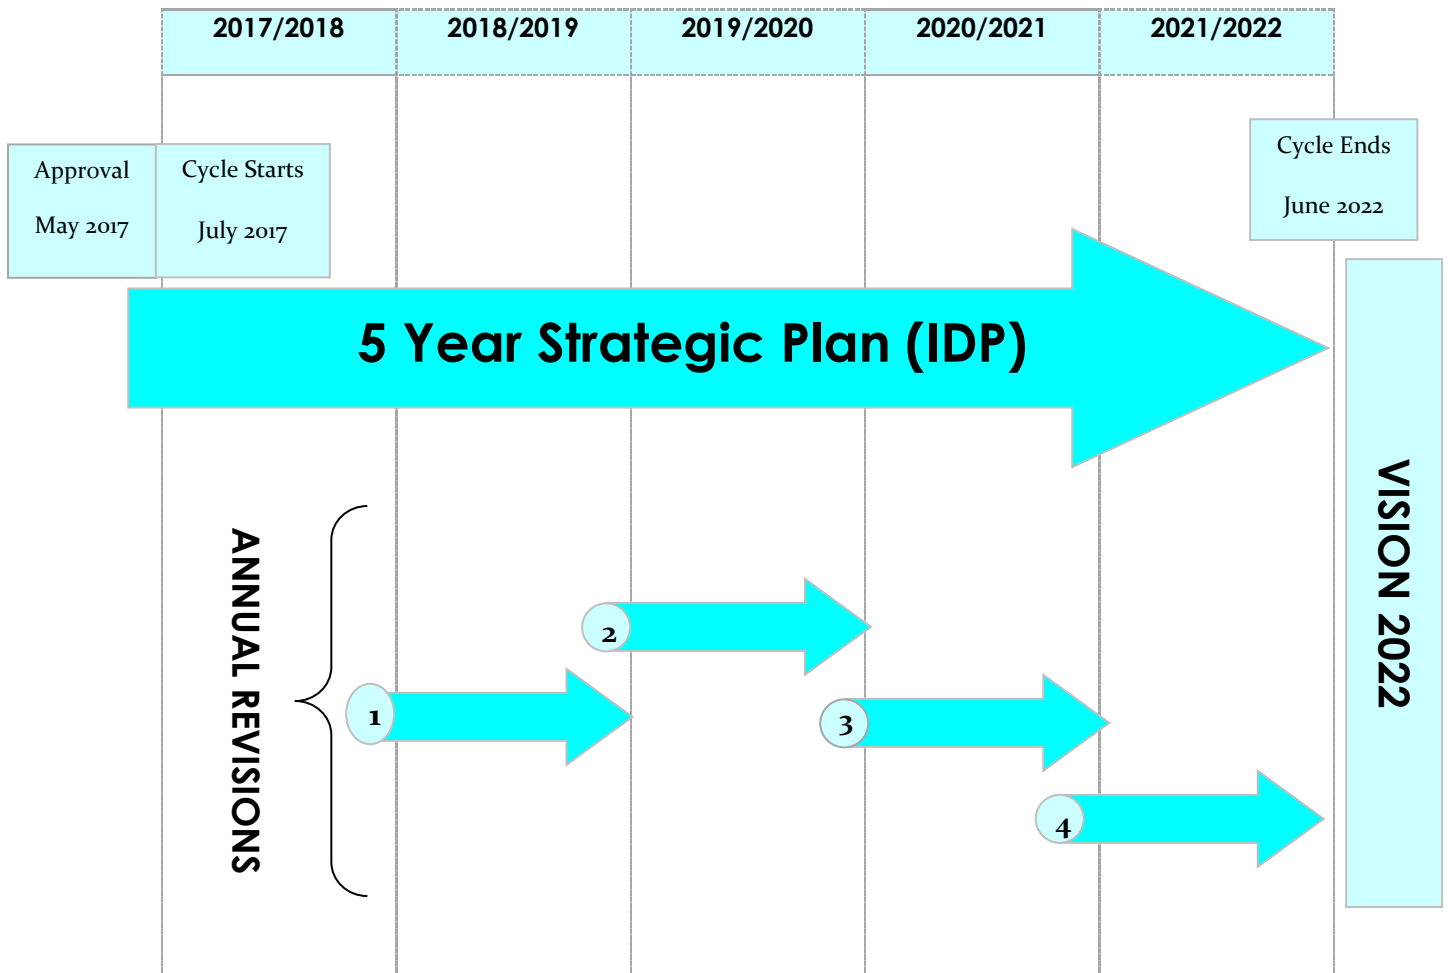 2017/2018
2018/2019
2019/2020
2020/2021
2021/2022
Approval
May 2017
Cycle Starts
July 2017
Cycle Ends
June 2022
5 Year Strategic Plan (IDP)
VISION 2022
ANNUAL REVISIONS
1
2
3
4